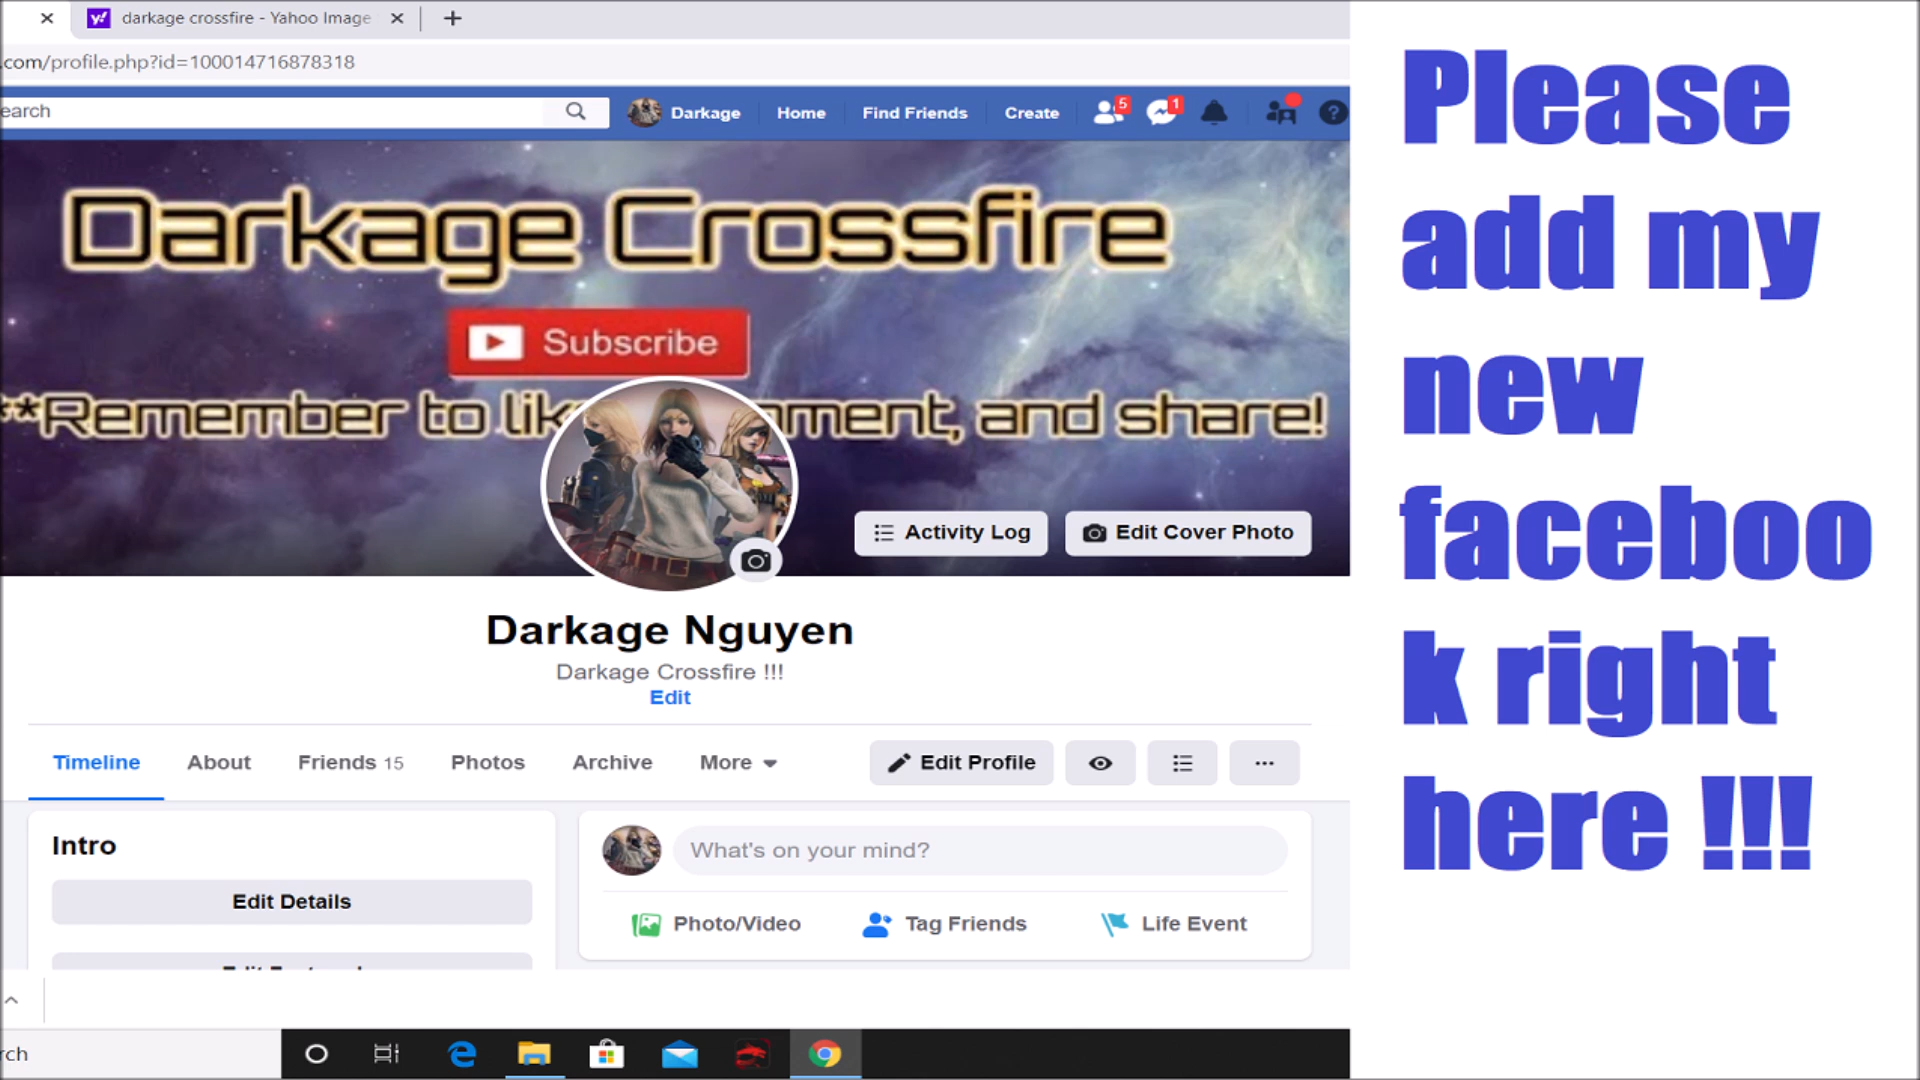 darkage crossfire - Yahoo Image
.com/profile.php?id=100014716878318
earch
Darkage
Home
Find Friends
Create
5
1
Darkage Crossfire
Subscribe
**Remember to lik mment, and share!
Activity Log
Edit Cover Photo
Darkage Nguyen
Darkage Crossfire !!!
Edit
Timeline
About
Friends 15
Photos
Archive
More
Edit Profile
Intro
Edit Details
What's on your mind?
Photo/Video
Tag Friends
Life Event
rch
Please
add my
new
faceboo
k right
here !!!